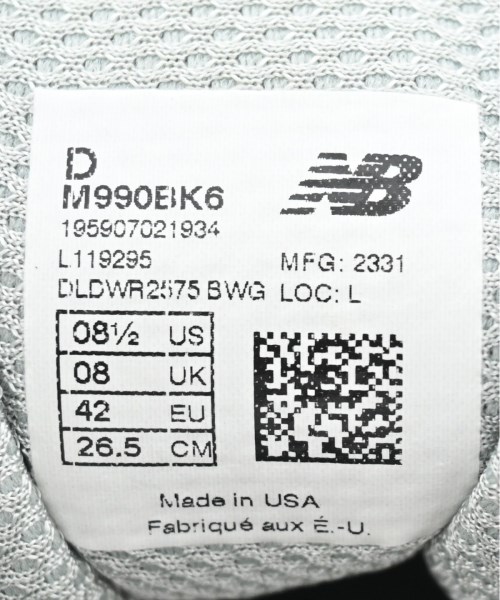 D
M990BK6
195907021934
L119295
MFG: 2331
DLDWR2575 BWG LOC: L
08½ US
08 UK
42 EU
26.5 CM
Made in USA
Fabriqué aux É.-U.
NB